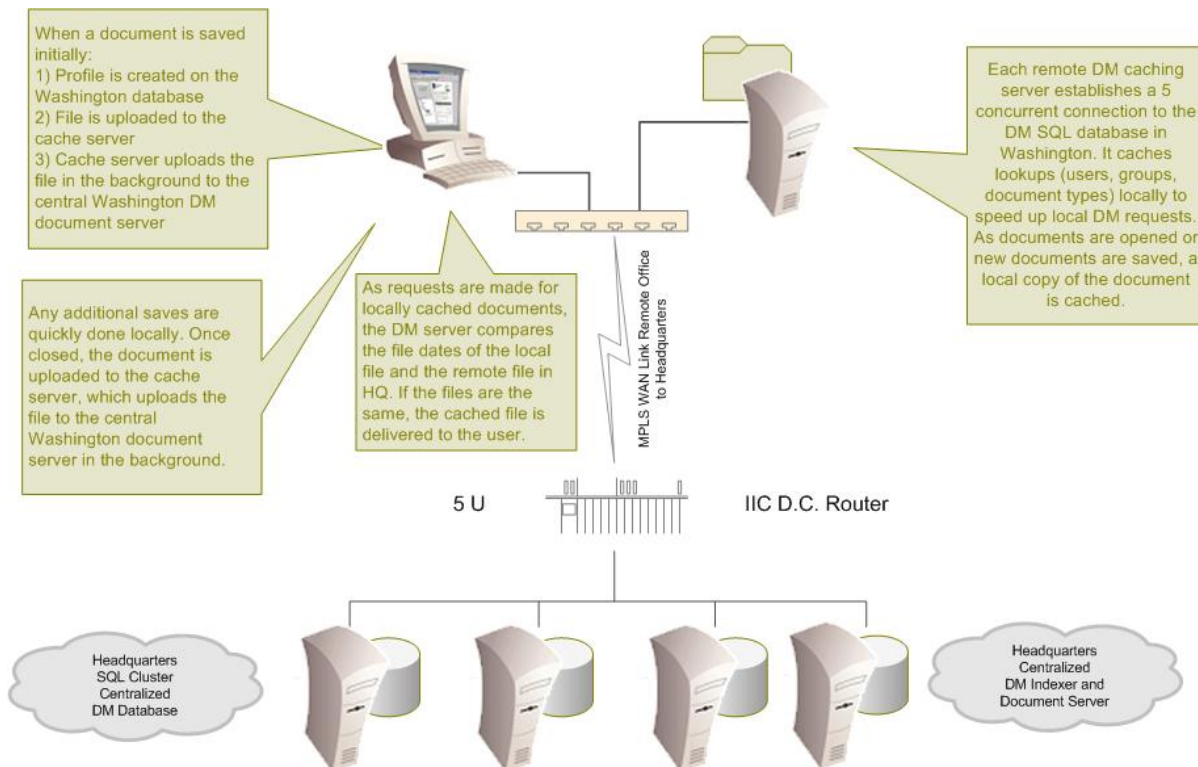 When a document is saved
initially:
1) Profile is created on the
Washington database
2) File is uploaded to the
cache server
3) Cache server uploads the
file in the background to the
central Washington DM
document server
Each remote DM caching
server establishes a 5
concurrent connection to the
DM SQL database in
Washington. It caches
lookups (users, groups,
document types) locally to
speed up local DM requests.
As documents are opened or
new documents are saved, a
local copy of the document
is cached.
Any additional saves are
quickly done locally. Once
closed, the document is
uploaded to the cache
server, which uploads the
file to the central
Washington document
server in the background.
As requests are made for
locally cached documents,
the DM server compares
the file dates of the local
file and the remote file in
HQ. If the files are the
same, the cached file is
delivered to the user.
MPLS WAN Link Remote Office
to Headquarters
5 U
IIC D.C. Router
Headquarters
SQL Cluster
Centralized
DM Database
Headquarters
Centralized
DM Indexer and
Document Server